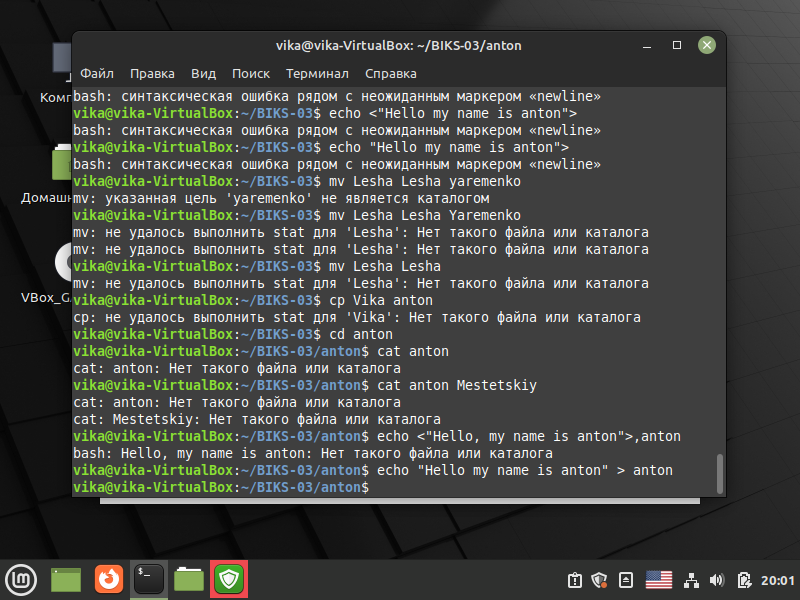 vika@vika-VirtualBox: ~/BIKS-03/anton
Файл Правка Вид Поиск Терминал Справка
bash: синтаксическая ошибка рядом с неожиданным маркером «newline»
vika@vika-VirtualBox:~/BIKS-03$ echo <"Hello my name is anton">
bash: синтаксическая ошибка рядом с неожиданным маркером «newline»
vika@vika-VirtualBox:~/BIKS-03$ echo "Hello my name is anton">
bash: синтаксическая ошибка рядом с неожиданным маркером «newline»
vika@vika-VirtualBox:~/BIKS-03$ mv Lesha Lesha yaremenko
mv: указанная цель 'yaremenko' не является каталогом
vika@vika-VirtualBox:~/BIKS-03$ mv Lesha Lesha Yaremenko
mv: не удалось выполнить stat для 'Lesha': Нет такого файла или каталога
mv: не удалось выполнить stat для 'Lesha': Нет такого файла или каталога
vika@vika-VirtualBox:~/BIKS-03$ mv Lesha Lesha
mv: не удалось выполнить stat для 'Lesha': Нет такого файла или каталога
vika@vika-VirtualBox:~/BIKS-03$ cp Vika anton
cp: не удалось выполнить stat для 'Vika': Нет такого файла или каталога
vika@vika-VirtualBox:~/BIKS-03$ cd anton
vika@vika-VirtualBox:~/BIKS-03/anton$ cat anton
cat: anton: Нет такого файла или каталога
vika@vika-VirtualBox:~/BIKS-03/anton$ cat anton Mestetskiy
cat: anton: Нет такого файла или каталога
cat: Mestetskiy: Нет такого файла или каталога
vika@vika-VirtualBox:~/BIKS-03/anton$ echo <"Hello, my name is anton">,anton
bash: Hello, my name is anton: Нет такого файла или каталога
vika@vika-VirtualBox:~/BIKS-03/anton$ echo "Hello my name is anton" > anton
vika@vika-VirtualBox:~/BIKS-03/anton$
Комп
Домашн
VBox_G
$_
20:01